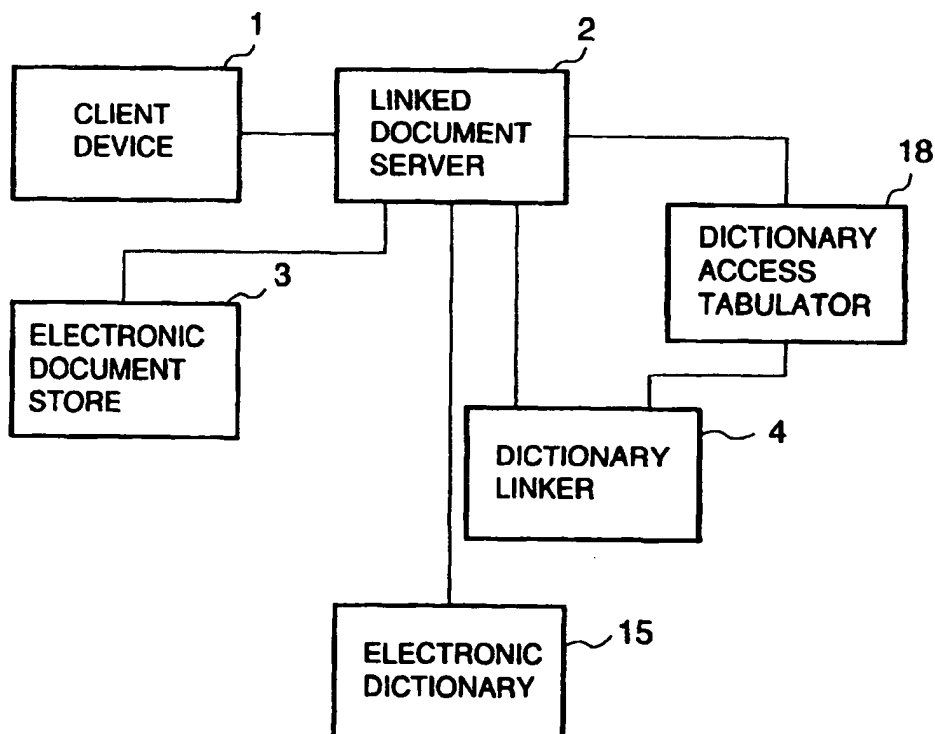 1
CLIENT
DEVICE
2
LINKED
DOCUMENT
SERVER
18
DICTIONARY
ACCESS
TABULATOR
3
ELECTRONIC
DOCUMENT
STORE
4
DICTIONARY
LINKER
15
ELECTRONIC
DICTIONARY